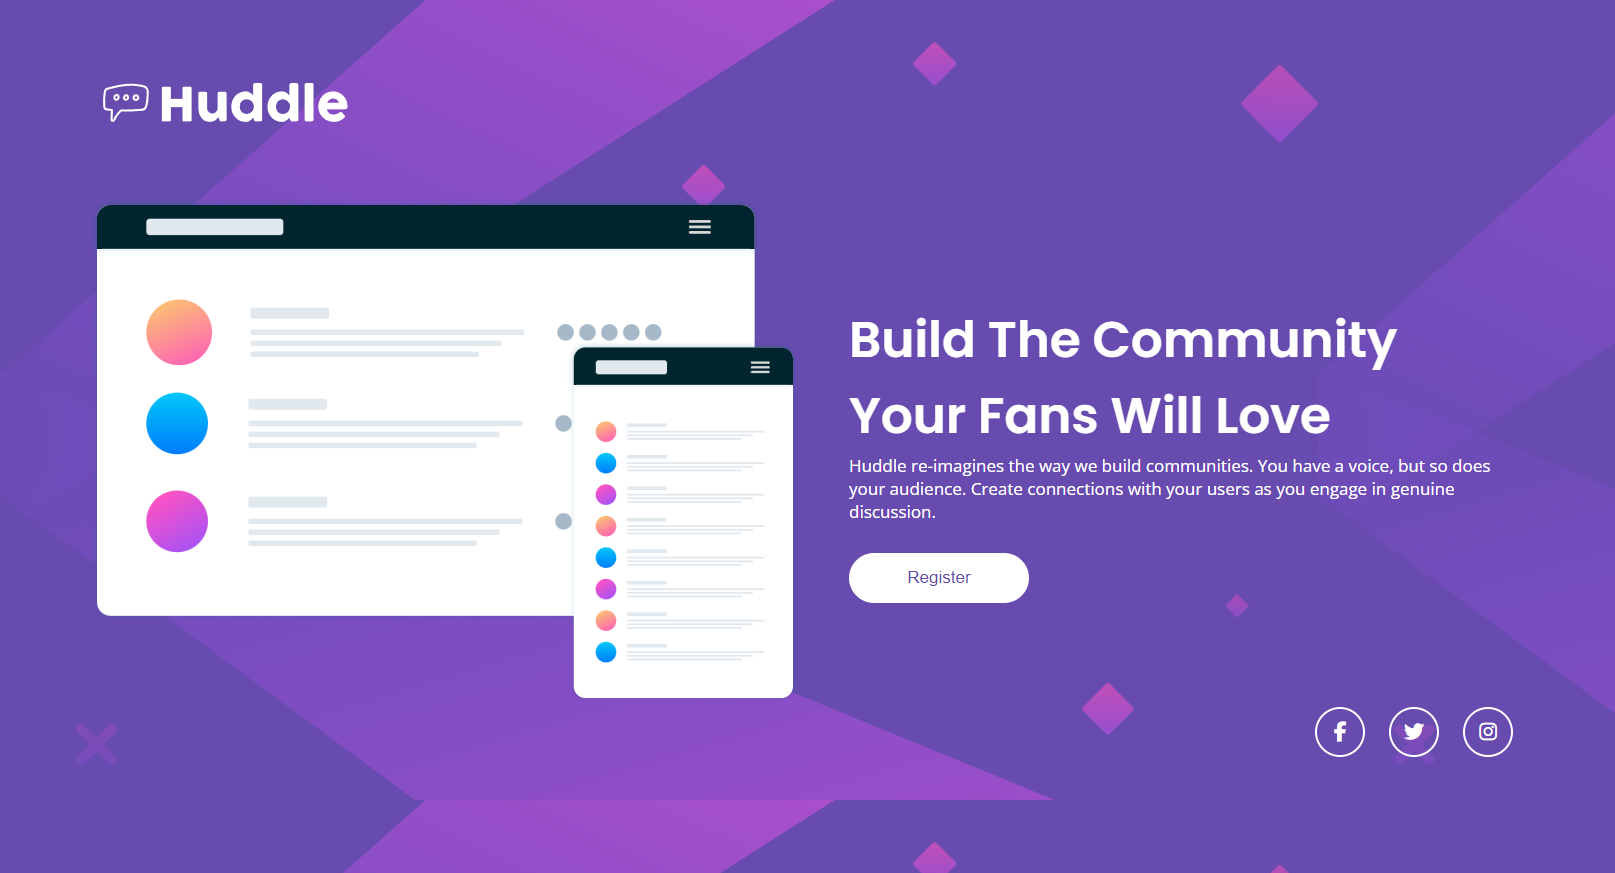 Huddle
Build The Community
Your Fans Will Love
Huddle re-imagines the way we build communities. You have a voice, but so does
your audience. Create connections with your users as you engage in genuine
discussion.
Register